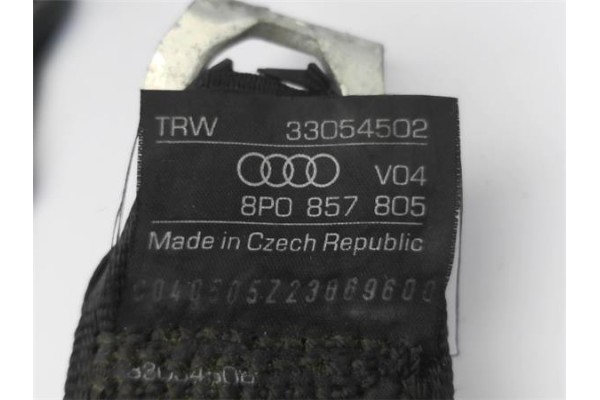 TRW 33054502
V04
8P0 857 805
Made in Czech Republic